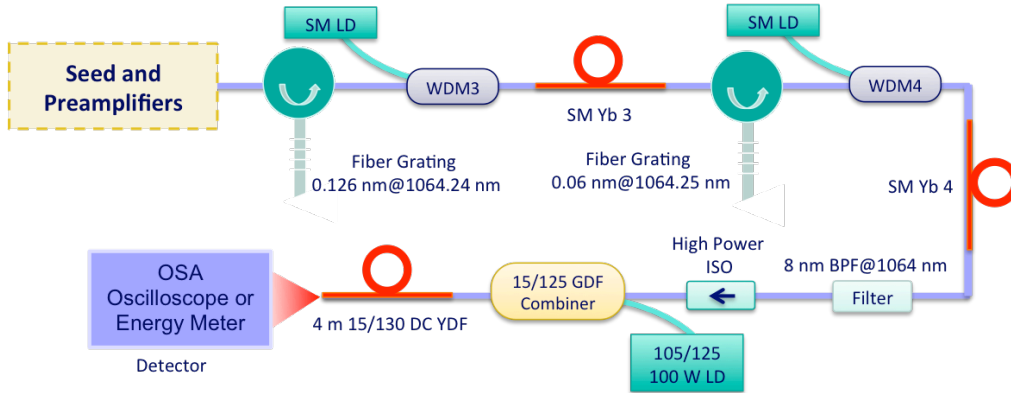 SM LD
SM LD
Seed and
Preamplifiers
WDM3
WDM4
SM Yb 3
Fiber Grating
0.126 nm@1064.24 nm
Fiber Grating
0.06 nm@1064.25 nm
SM Yb 4
High Power
ISO
8 nm BPF@1064 nm
OSA
Oscilloscope or
Energy Meter
15/125 GDF
Combiner
Filter
4 m 15/130 DC YDF
Detector
105/125
100 W LD